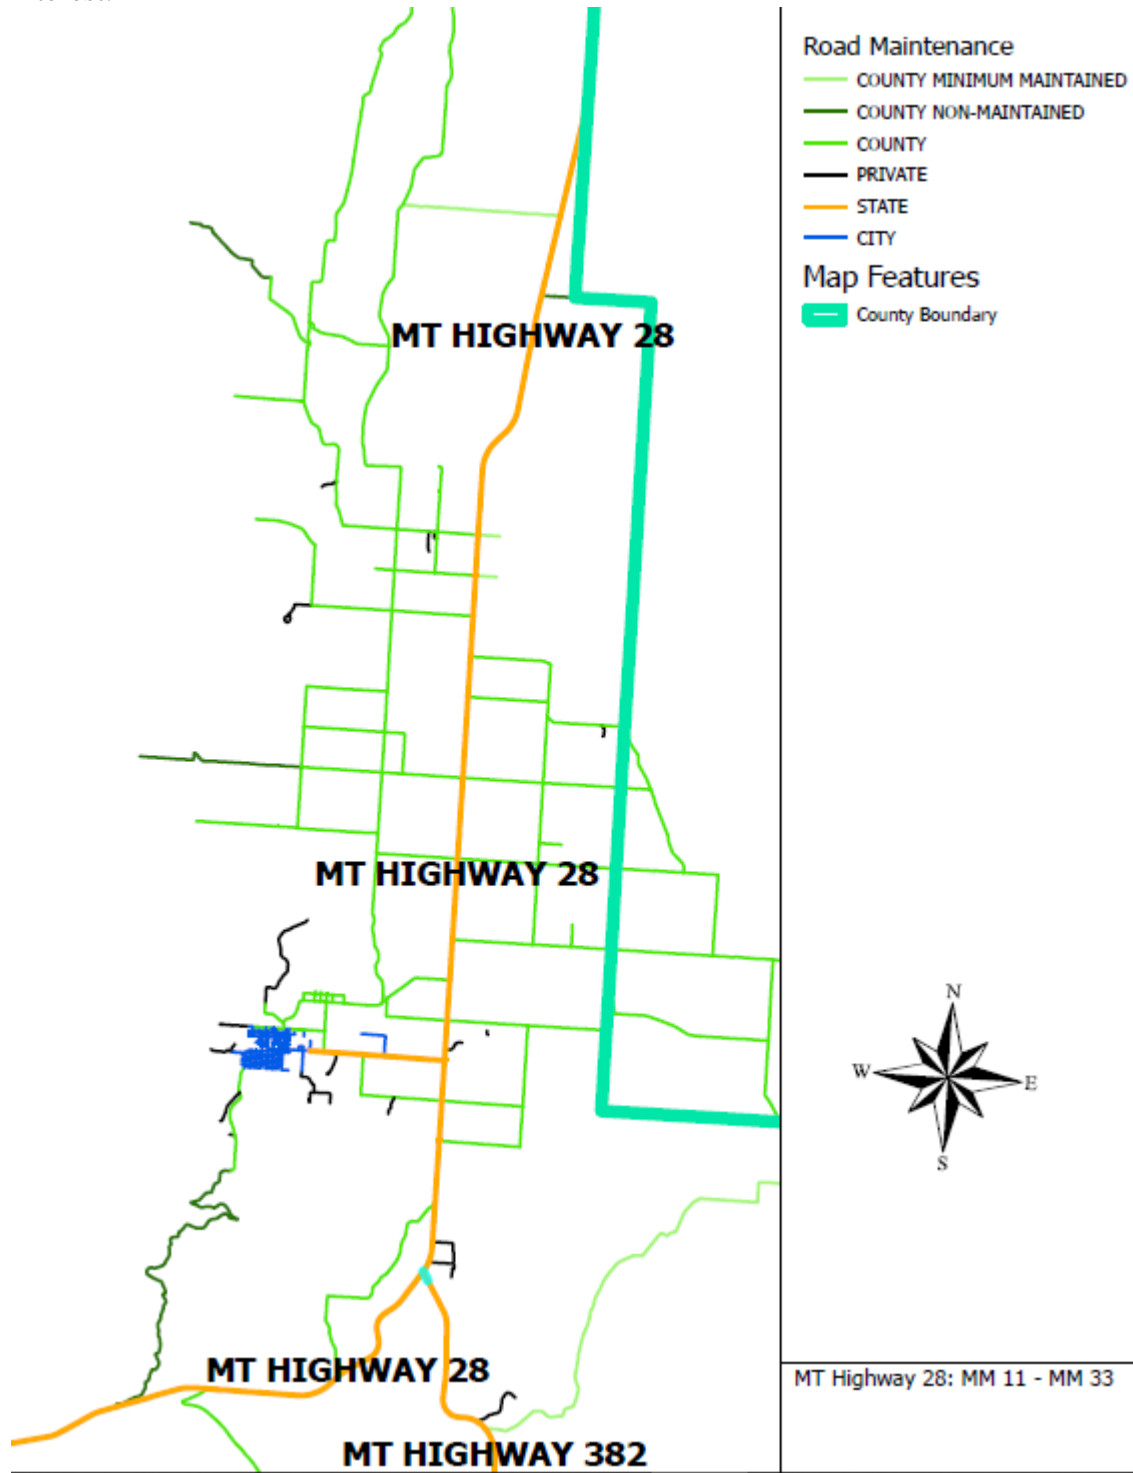 Road Maintenance
COUNTY MINIMUM MAINTAINED
COUNTY NON-MAINTAINED
COUNTY
PRIVATE
STATE
CITY
Map Features
County Boundary
MT HIGHWAY 28
MT HIGHWAY 28
N
W
E
S
MT HIGHWAY 28
MT Highway 28: MM 11 - MM 33
MT HIGHWAY 382